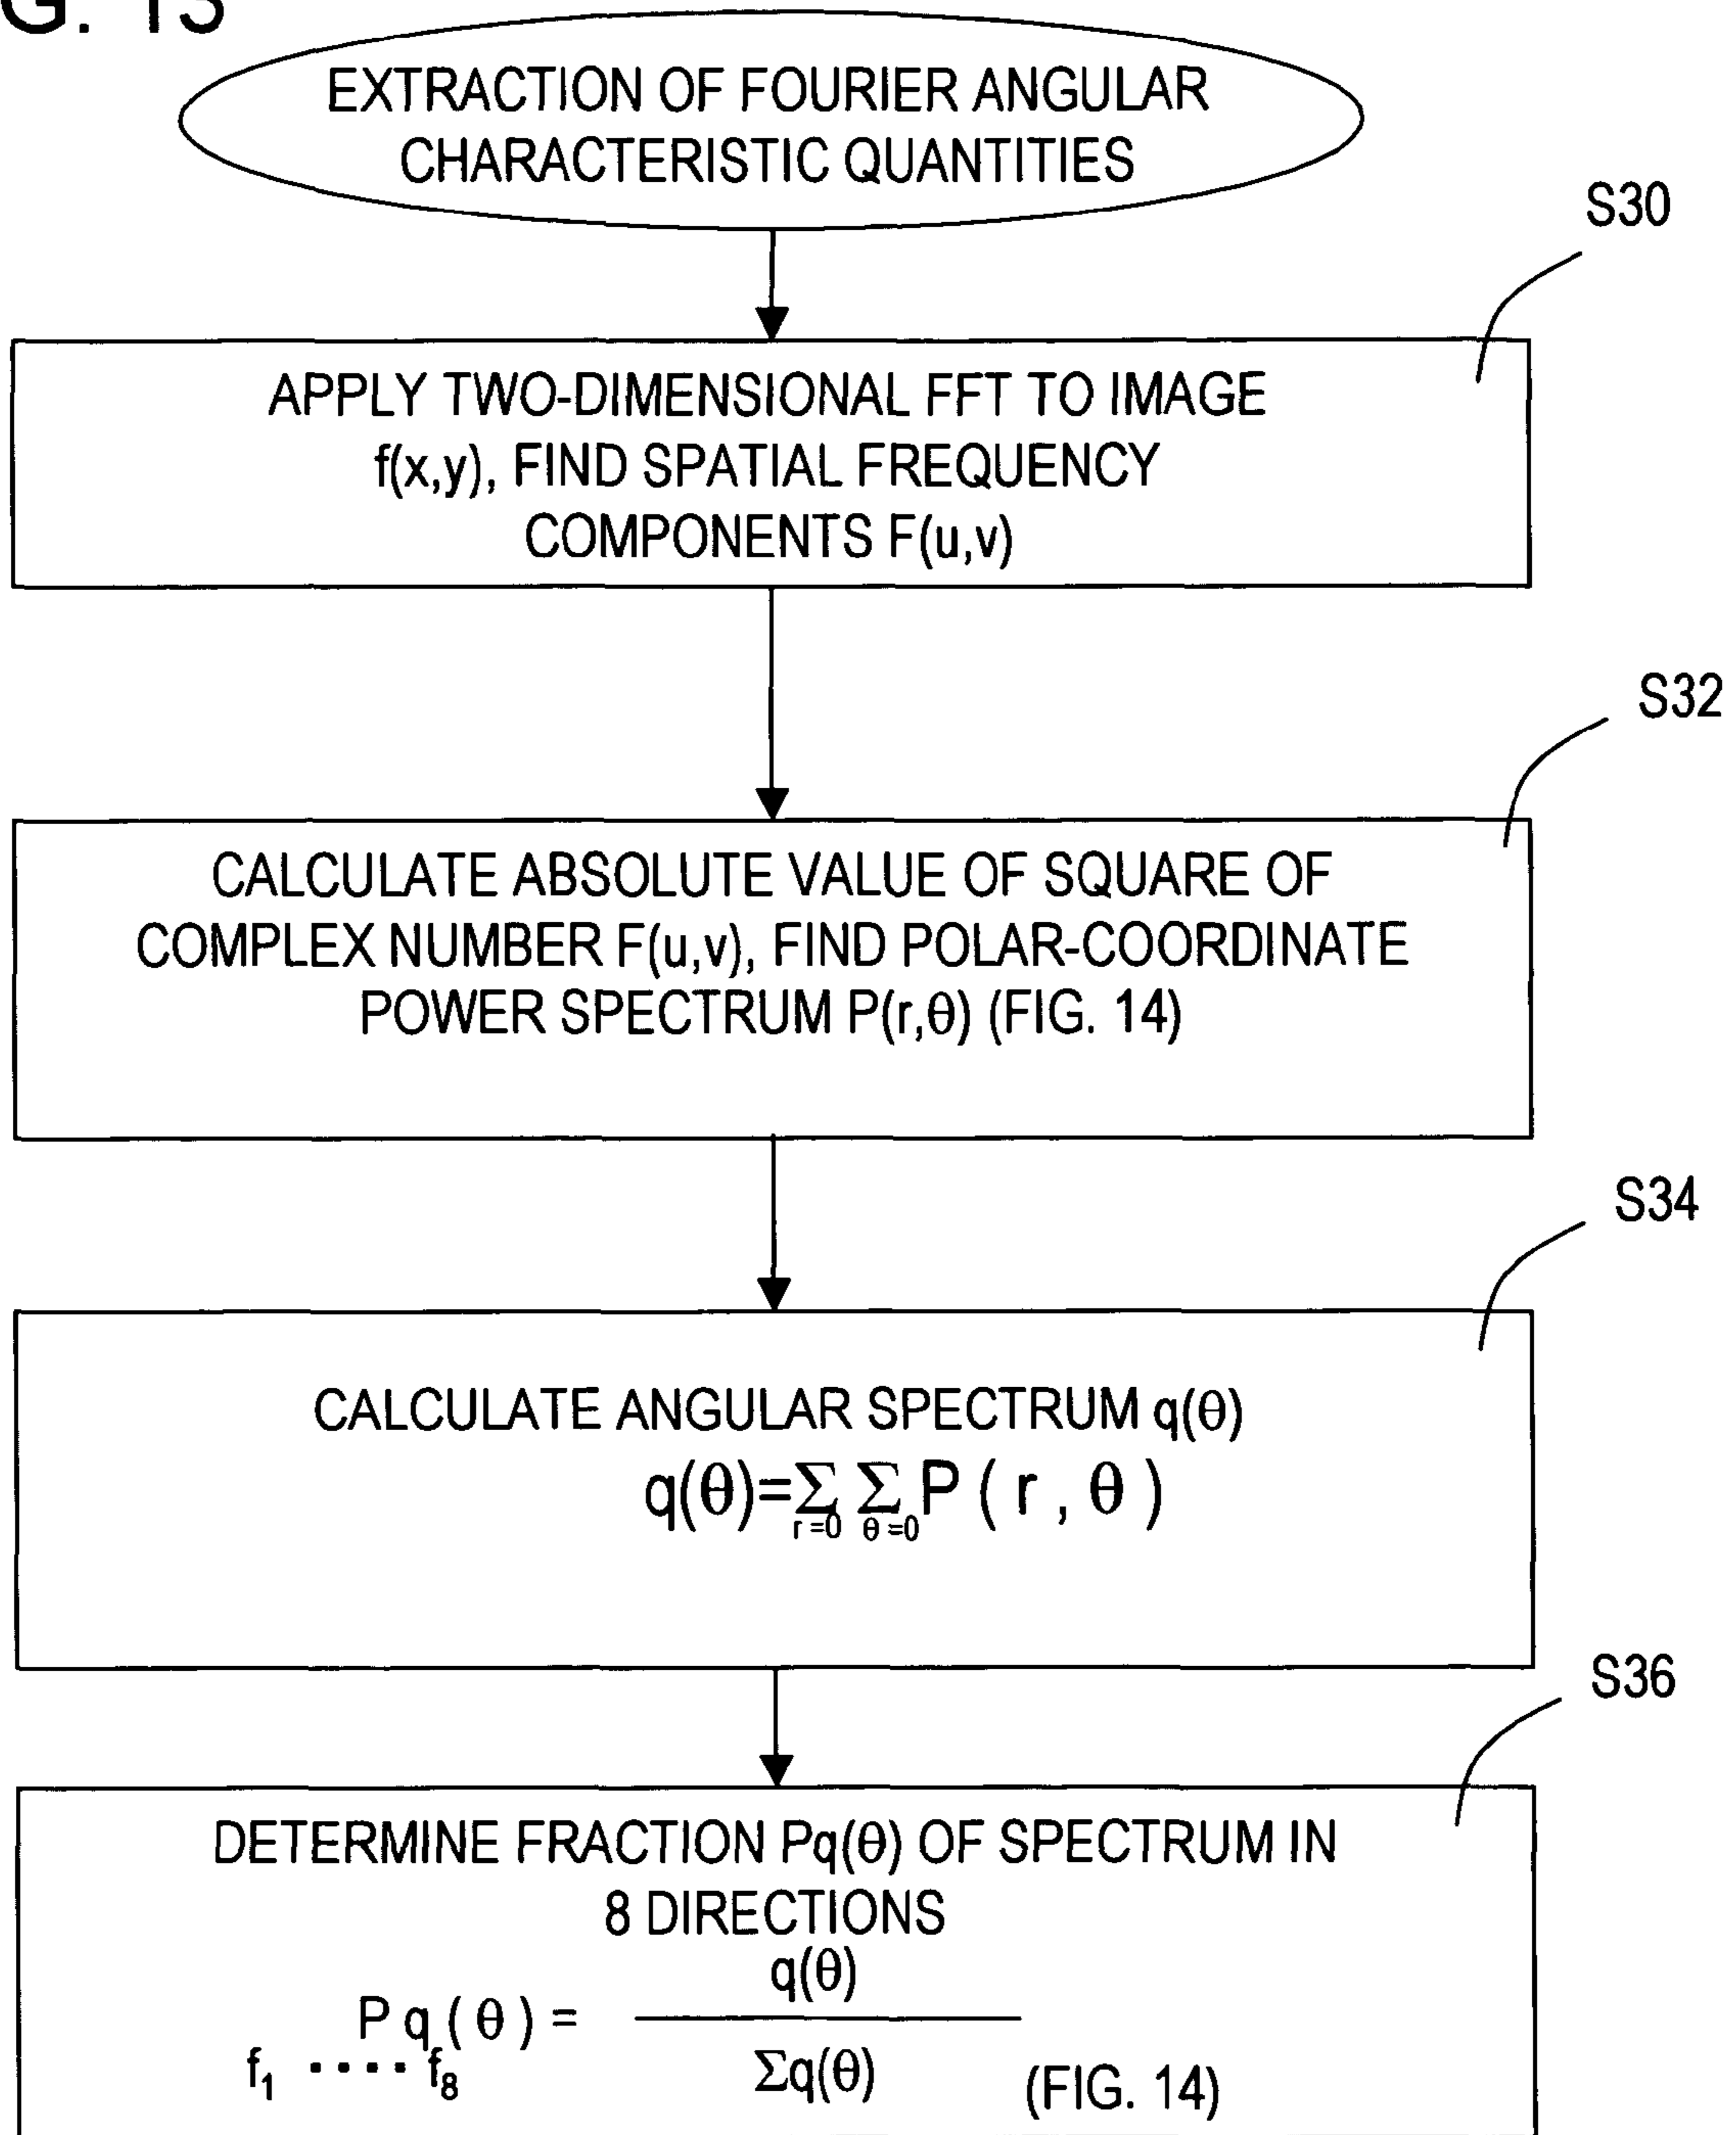 G. 13
EXTRACTION OF FOURIER ANGULAR
CHARACTERISTIC QUANTITIES
S30
APPLY TWO-DIMENSIONAL FFT TO IMAGE
f(x,y), FIND SPATIAL FREQUENCY
COMPONENTS F(u,v)
S32
CALCULATE ABSOLUTE VALUE OF SQUARE OF
COMPLEX NUMBER F(u,v), FIND POLAR-COORDINATE
POWER SPECTRUM P(r,θ) (FIG. 14)
S34
CALCULATE ANGULAR SPECTRUM q(θ)
q(θ)=Σ Σ P ( r , θ )
r =0 θ =0
S36
DETERMINE FRACTION Pq(θ) OF SPECTRUM IN
8 DIRECTIONS
q(θ)
P q ( θ ) =
f₁ ···· f₈
Σq(θ)
(FIG. 14)